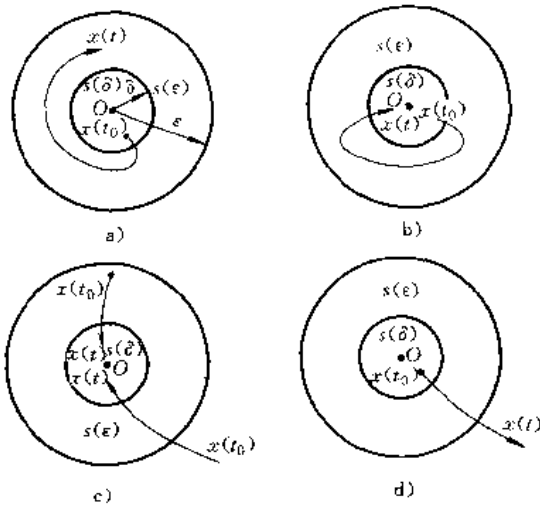 x(t)
s(δ) δ s(ε)
O
ε
x(t₀)
a)
s(ε)
s(δ)
O
x(t) x(t₀)
b)
x(t₀)
x(t) s(δ)
x(t) O
s(ε)
x(t₀)
c)
s(ε)
s(δ)
O
x(t₀)
x(t)
d)